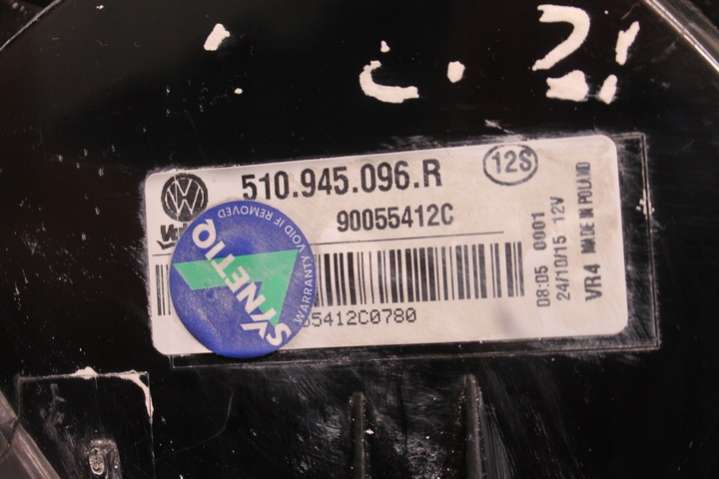 510.945.096.R
12S
90055412C
5412C0780
08:05 0001
24/10/15 12V
VR4 MADE IN POLAND
SYNETIQ
WARRANTY VOID IF REMOVED